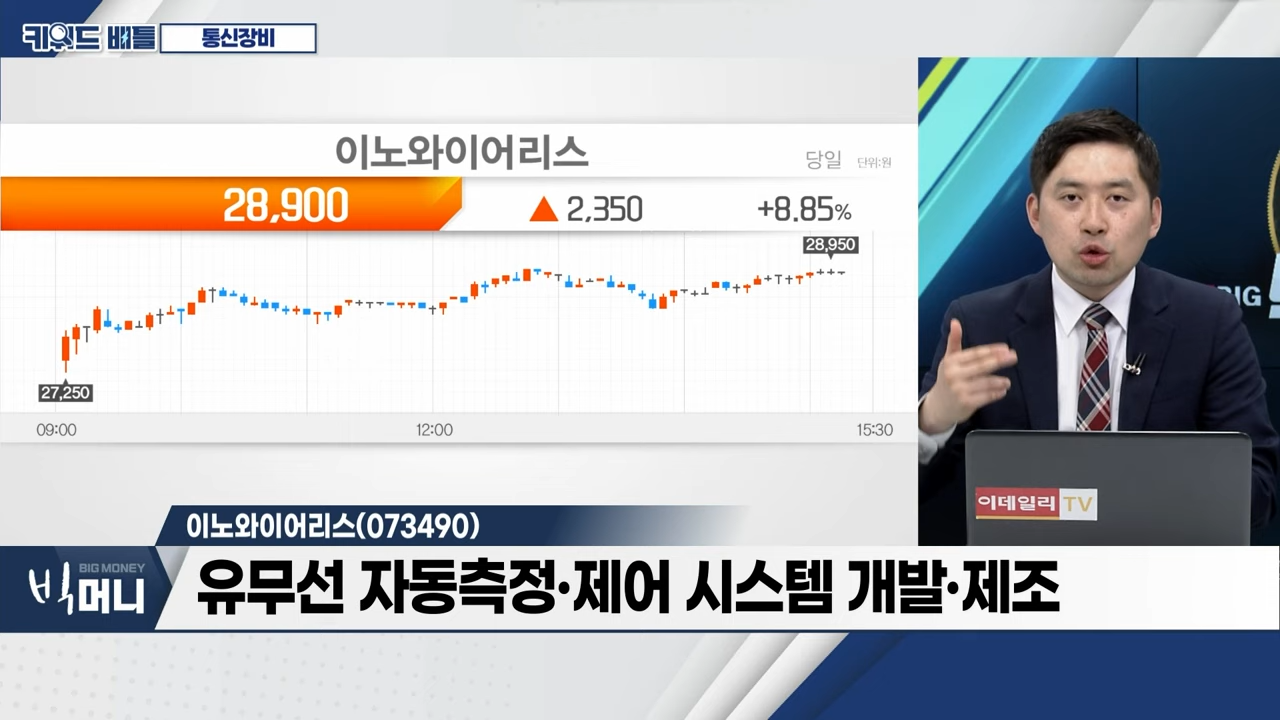 키워드 배틀 통신장비
이노와이어리스
당일 단위:원
28,900 ▲ 2,350 +8.85%
28,950
27,250
09:00 12:00 15:30
BIG
이데일리TV
이노와이어리스(073490)
BIG MONEY
빅머니
유무선 자동측정·제어 시스템 개발·제조